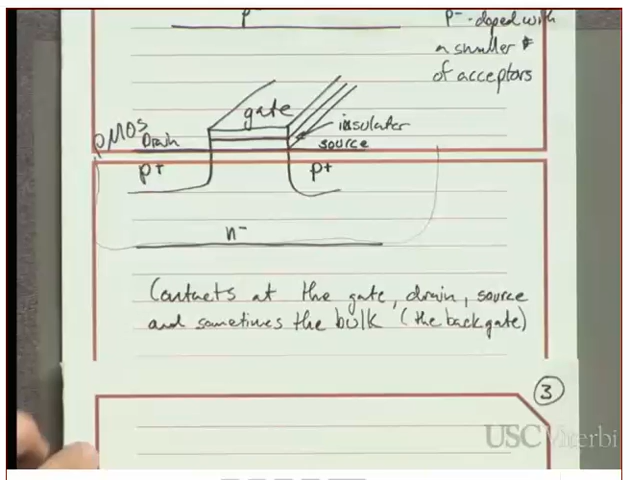 p⁻
p⁻-doped with
a smaller #
of acceptors
gate
insulater
pMOS Drain
source
p+
p+
n⁻
Contacts at the gate, drain, source
and sometimes the bulk (the backgate)
3
USC Viterbi